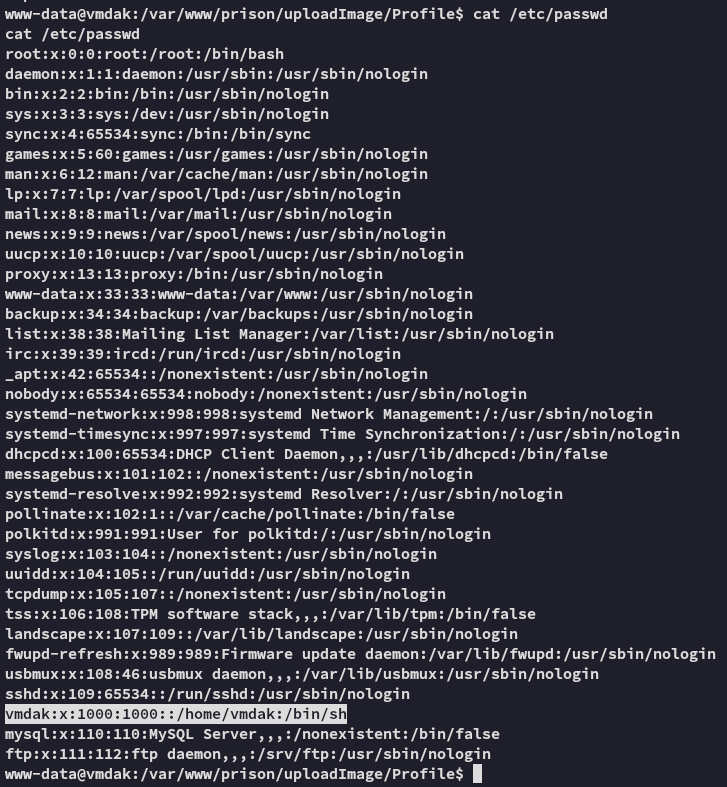 www-data@vmdak:/var/www/prison/uploadImage/Profile$ cat /etc/passwd
cat /etc/passwd
root:x:0:0:root:/root:/bin/bash
daemon:x:1:1:daemon:/usr/sbin:/usr/sbin/nologin
bin:x:2:2:bin:/bin:/usr/sbin/nologin
sys:x:3:3:sys:/dev:/usr/sbin/nologin
sync:x:4:65534:sync:/bin:/bin/sync
games:x:5:60:games:/usr/games:/usr/sbin/nologin
man:x:6:12:man:/var/cache/man:/usr/sbin/nologin
lp:x:7:7:lp:/var/spool/lpd:/usr/sbin/nologin
mail:x:8:8:mail:/var/mail:/usr/sbin/nologin
news:x:9:9:news:/var/spool/news:/usr/sbin/nologin
uucp:x:10:10:uucp:/var/spool/uucp:/usr/sbin/nologin
proxy:x:13:13:proxy:/bin:/usr/sbin/nologin
www-data:x:33:33:www-data:/var/www:/usr/sbin/nologin
backup:x:34:34:backup:/var/backups:/usr/sbin/nologin
list:x:38:38:Mailing List Manager:/var/list:/usr/sbin/nologin
irc:x:39:39:ircd:/run/ircd:/usr/sbin/nologin
_apt:x:42:65534::/nonexistent:/usr/sbin/nologin
nobody:x:65534:65534:nobody:/nonexistent:/usr/sbin/nologin
systemd-network:x:998:998:systemd Network Management:/:/usr/sbin/nologin
systemd-timesync:x:997:997:systemd Time Synchronization:/:/usr/sbin/nologin
dhcpcd:x:100:65534:DHCP Client Daemon,,,:/usr/lib/dhcpcd:/bin/false
messagebus:x:101:102::/nonexistent:/usr/sbin/nologin
systemd-resolve:x:992:992:systemd Resolver:/:/usr/sbin/nologin
pollinate:x:102:1::/var/cache/pollinate:/bin/false
polkitd:x:991:991:User for polkitd:/:/usr/sbin/nologin
syslog:x:103:104::/nonexistent:/usr/sbin/nologin
uuidd:x:104:105::/run/uuidd:/usr/sbin/nologin
tcpdump:x:105:107::/nonexistent:/usr/sbin/nologin
tss:x:106:108:TPM software stack,,,:/var/lib/tpm:/bin/false
landscape:x:107:109::/var/lib/landscape:/usr/sbin/nologin
fwupd-refresh:x:989:989:Firmware update daemon:/var/lib/fwupd:/usr/sbin/nologin
usbmux:x:108:46:usbmux daemon,,,:/var/lib/usbmux:/usr/sbin/nologin
sshd:x:109:65534::/run/sshd:/usr/sbin/nologin
vmdak:x:1000:1000::/home/vmdak:/bin/sh
mysql:x:110:110:MySQL Server,,,:/nonexistent:/bin/false
ftp:x:111:112:ftp daemon,,,:/srv/ftp:/usr/sbin/nologin
www-data@vmdak:/var/www/prison/uploadImage/Profile$